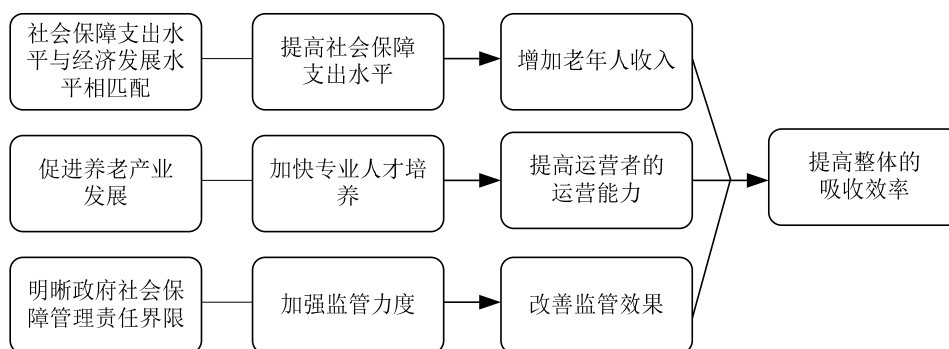 社会保障支出水
平与经济发展水
平相匹配
提高社会保障
支出水平
增加老年人收入
促进养老产业
发展
加快专业人才培
养
提高运营者的
运营能力
提高整体的
吸收效率
明晰政府社会保
障管理责任界限
加强监管力度
改善监管效果